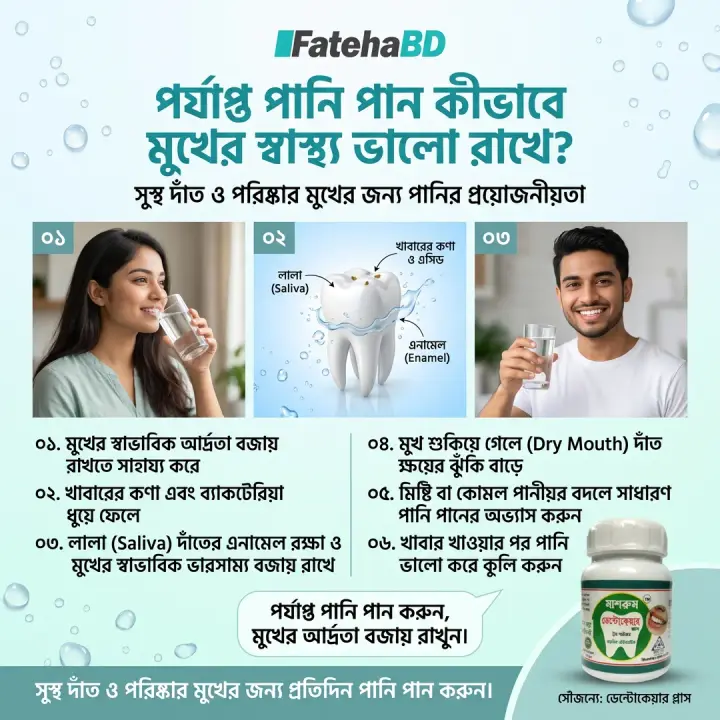 FatehaBD
পর্যাপ্ত পানি পান কীভাবে
মুখের স্বাস্থ্য ভালো রাখে?
সুস্থ দাঁত ও পরিষ্কার মুখের জন্য পানির প্রয়োজনীয়তা
০১
০২
খাবারের কণা
ও এসিড
লালা
(Saliva)
এনামেল
(Enamel)
০৩
০১. মুখের স্বাভাবিক আর্দ্রতা বজায়
রাখতে সাহায্য করে
০২. খাবারের কণা এবং ব্যাকটেরিয়া
ধুয়ে ফেলে
০৩. লালা (Saliva) দাঁতের এনামেল রক্ষা ও
মুখের স্বাভাবিক ভারসাম্য বজায় রাখে
০৪. মুখ শুকিয়ে গেলে (Dry Mouth) দাঁত
ক্ষয়ের ঝুঁকি বাড়ে
০৫. মিষ্টি বা কোমল পানীয়র বদলে সাধারণ
পানি পানের অভ্যাস করুন
০৬. খাবার খাওয়ার পর পানি
ভালো করে কুলি করুন
পর্যাপ্ত পানি পান করুন,
মুখের আর্দ্রতা বজায় রাখুন।
মাশরুম
ডেন্টোকেয়ার
সুস্থ দাঁত ও পরিষ্কার মুখের জন্য প্রতিদিন পানি পান করুন।
সৌজন্যে: ডেন্টোকেয়ার প্লাস